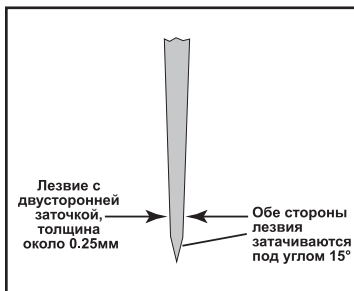 Лезвие с
двусторонней
заточкой,
толщина
около 0.25мм
Обе стороны
лезвия
затачиваются
под углом 15°